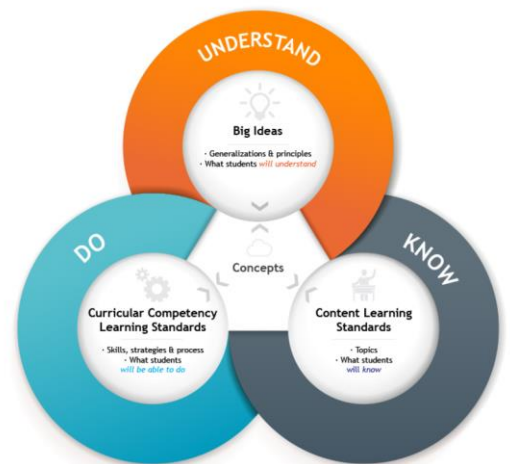 UNDERSTAND
Big Ideas
- Generalizations & principles
- What students will understand
DO
KNOW
Concepts
Curricular Competency
Learning Standards
- Skills, strategies & process
- What students
will be able to do
Content Learning
Standards
- Topics
- What students
will know